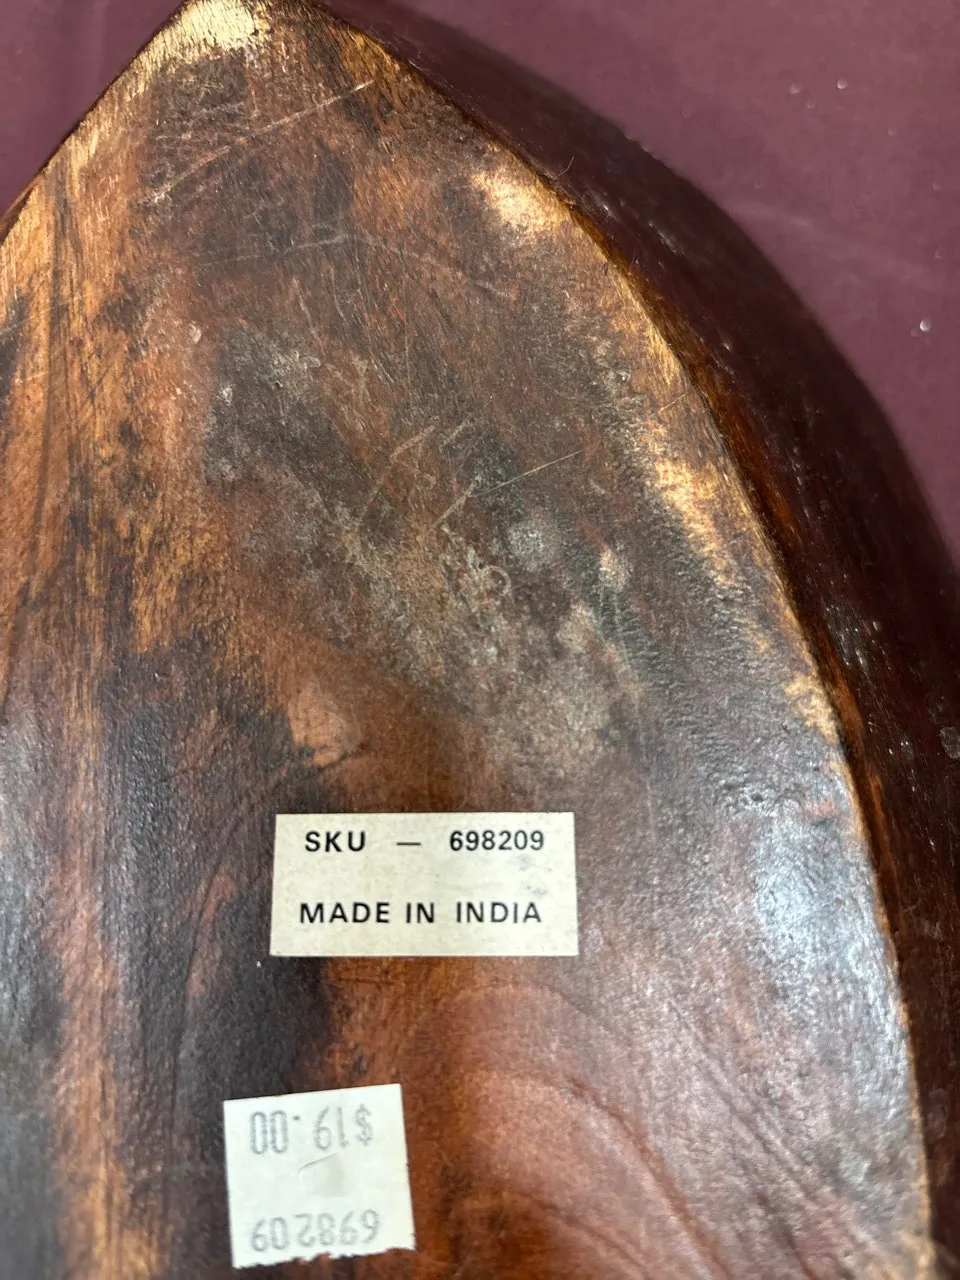 SKU — 698209
MADE IN INDIA
$19.00
698209